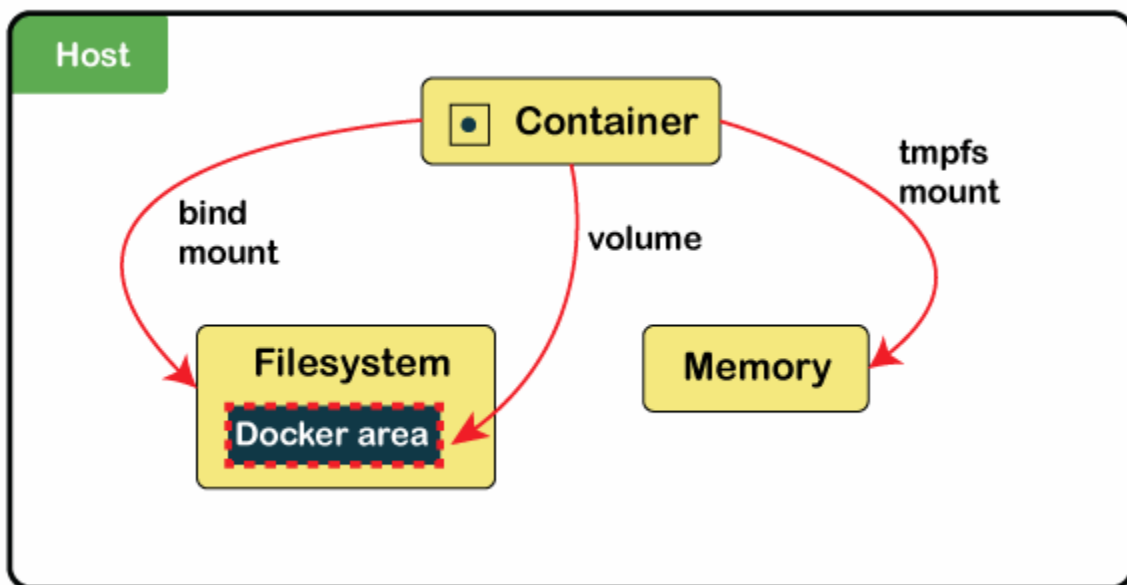 Host
Container
tmpfs
mount
bind
mount
volume
Filesystem
Memory
Docker area